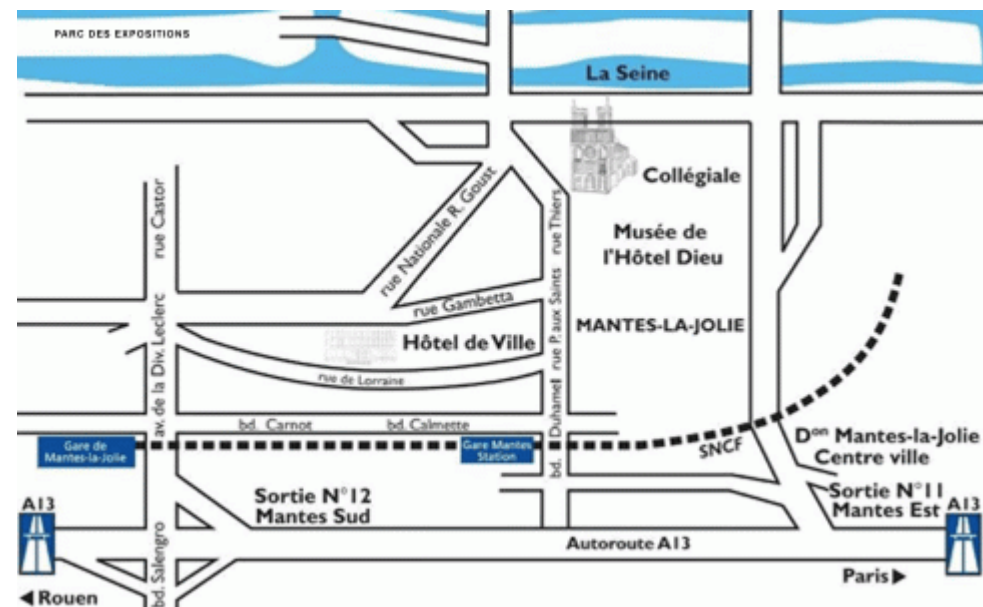 PARC DES EXPOSITIONS
La Seine
Collégiale
rue Castor
rue Nationale R. Goust
rue Thiers
Musée de
l'Hôtel Dieu
rue Gambetta
rue P. aux Saints
MANTES-LA-JOLIE
av. de la Div. Leclerc
Hôtel de Ville
rue de Lorraine
bd. Duhamel
bd. Carnot
bd. Calmette
Gare de
Mantes-la-Jolie
Gare Mantes
Station
SNCF
Don Mantes-la-Jolie
Centre ville
Sortie N°12
Mantes Sud
Sortie N°11
Mantes Est
A13
A13
Autoroute A13
bd. Salengro
Paris
Rouen